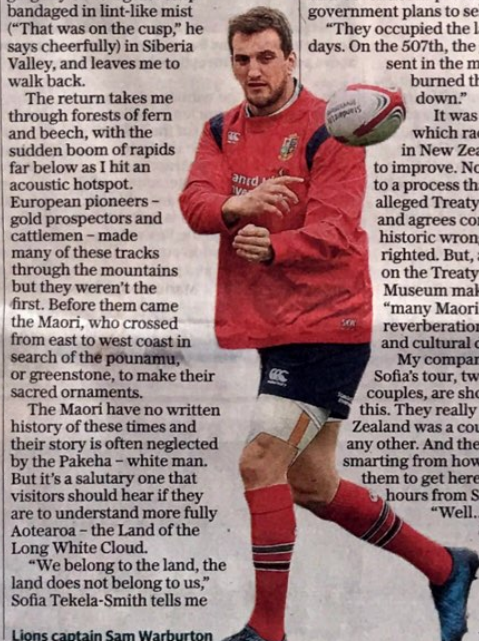 bandaged in lint-like mist
("That was on the cusp," he
says cheerfully) in Siberia
Valley, and leaves me to
walk back.
The return takes me
through forests of fern
and beech, with the
sudden boom of rapids
far below as I hit an
acoustic hotspot.
European pioneers –
gold prospectors and
cattlemen – made
many of these tracks
through the mountains
but they weren't the
first. Before them came
the Maori, who crossed
from east to west coast in
search of the pounamu,
or greenstone, to make their
sacred ornaments.
The Maori have no written
history of these times and
their story is often neglected
by the Pakeha – white man.
But it's a salutary one that
visitors should hear if they
are to understand more fully
Aotearoa – the Land of the
Long White Cloud.
"We belong to the land, the
land does not belong to us,"
Sofia Tekela-Smith tells me
Lions captain Sam Warburton
government plans to se
"They occupied the l
days. On the 507th, the
sent in the m
burned th
down."
It was
which ra
in New Zea
to improve. No
to a process tha
alleged Treaty
and agrees co
historic wron
righted. But,
on the Treaty
Museum mak
"many Maori
reverberation
and cultural
My compar
Sofia's tour, tw
couples, are sho
this. They really
Zealand was a cou
any other. And the
smarting from how
them to get here
hours from S
"Well..